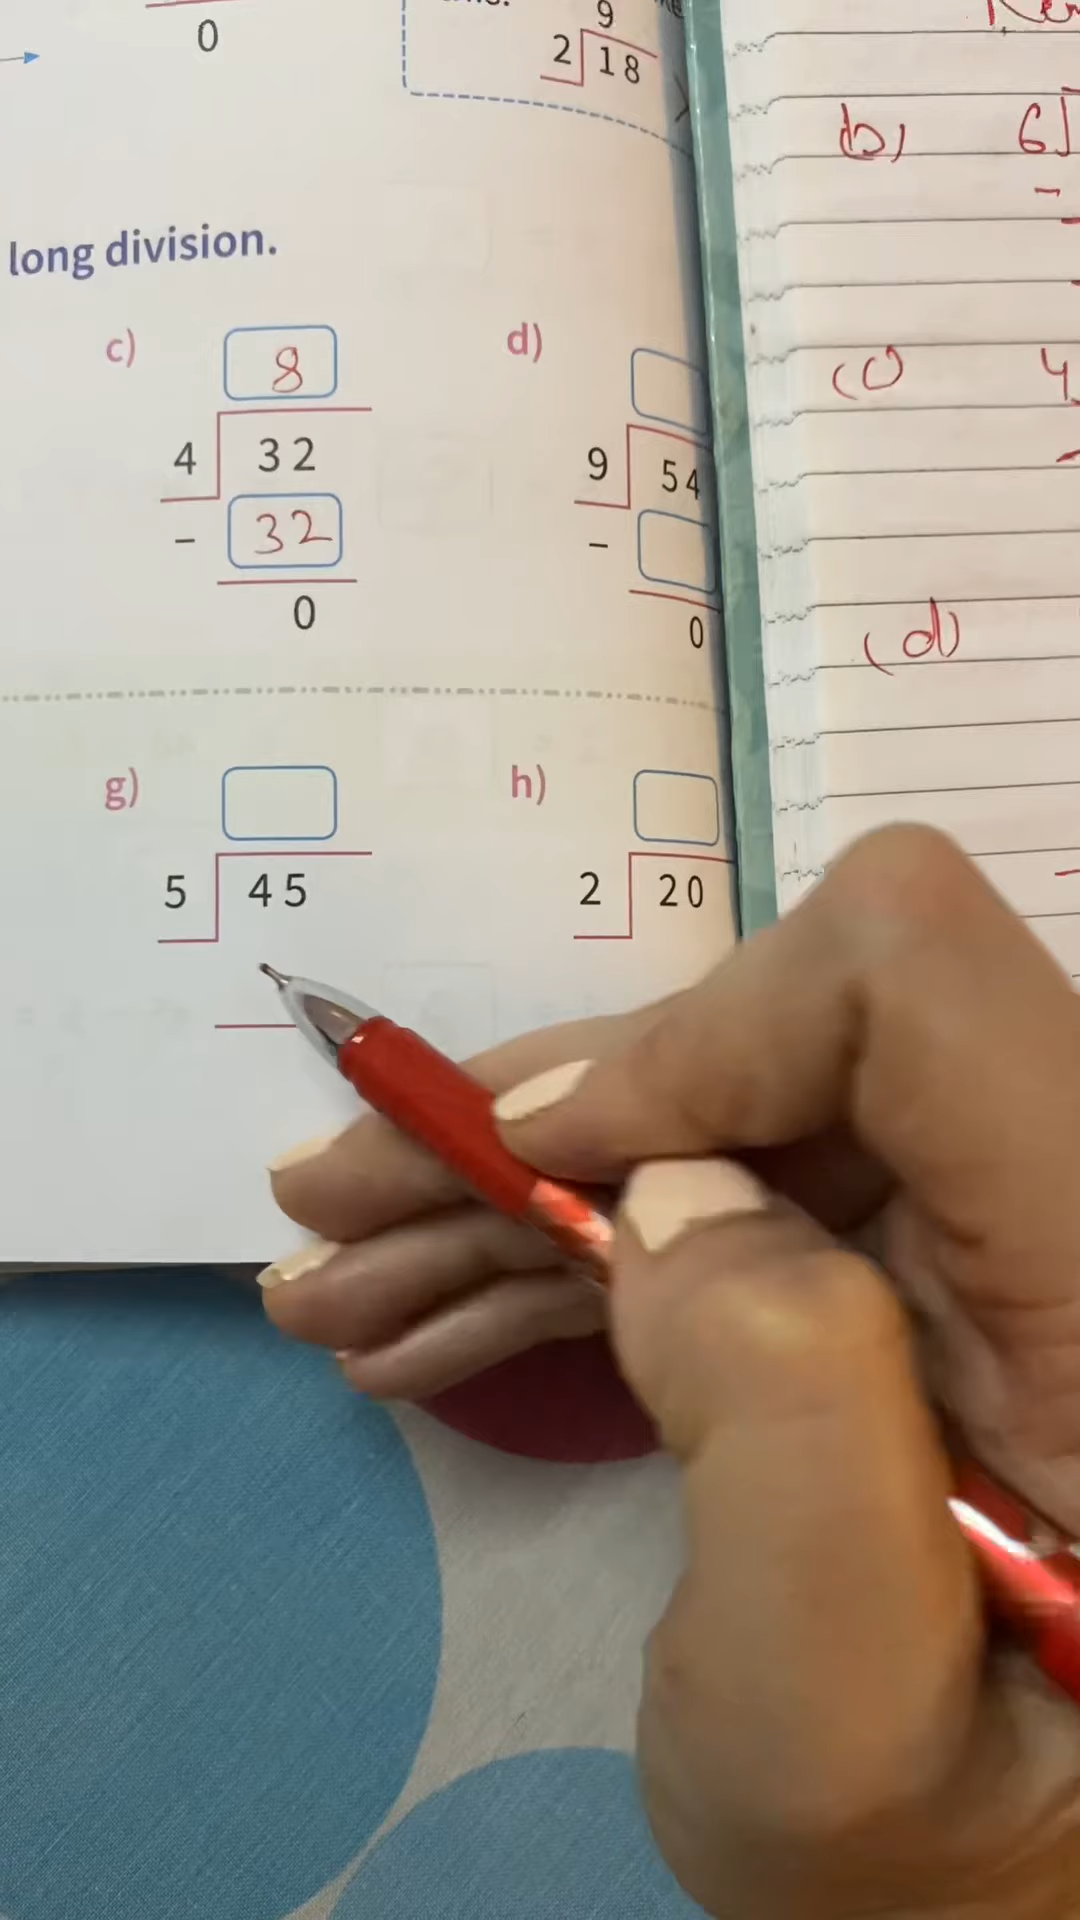 0
9
2 18
long division.
c) d)
8
4 32
9 54
- 32
-
0
0
g) h)
5 45
2 20
b) 6
-
(c) 4
(d)